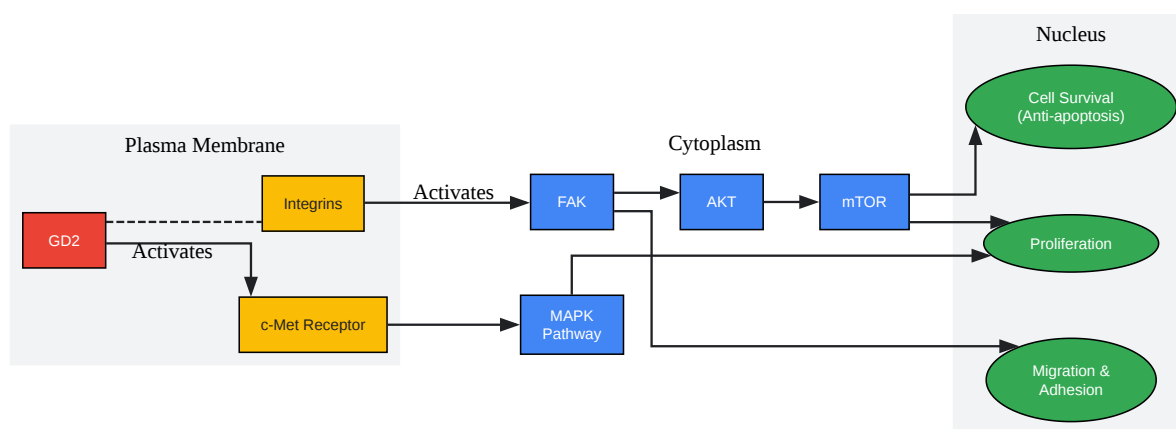 Nucleus
Cell Survival
(Anti-apoptosis)
Plasma Membrane
Cytoplasm
Integrins
Activates
FAK
AKT
mTOR
GD2
Activates
Proliferation
c-Met Receptor
MAPK
Pathway
Migration &
Adhesion